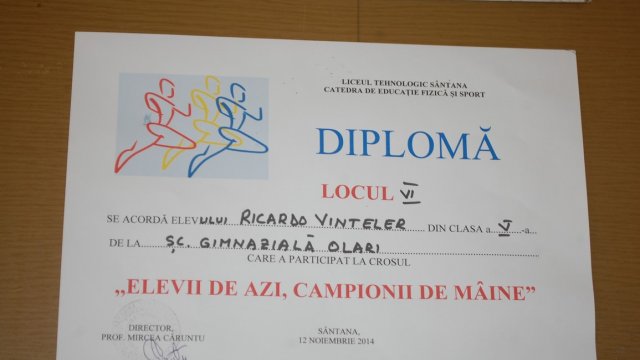 LICEUL TEHNOLOGIC SÂNTANA
CATEDRA DE EDUCAȚIE FIZICĂ ȘI SPORT
DIPLOMĂ
LOCUL VI
SE ACORDĂ ELEVULUI RICARDO VINTELER DIN CLASA a V -a
DE LA ȘC. GIMNAZIALĂ OLARI
CARE A PARTICIPAT LA CROSUL
„ELEVII DE AZI, CAMPIONII DE MÂINE”
DIRECTOR,
PROF. MIRCEA CĂRUNTU
SÂNTANA,
12 NOIEMBRIE 2014